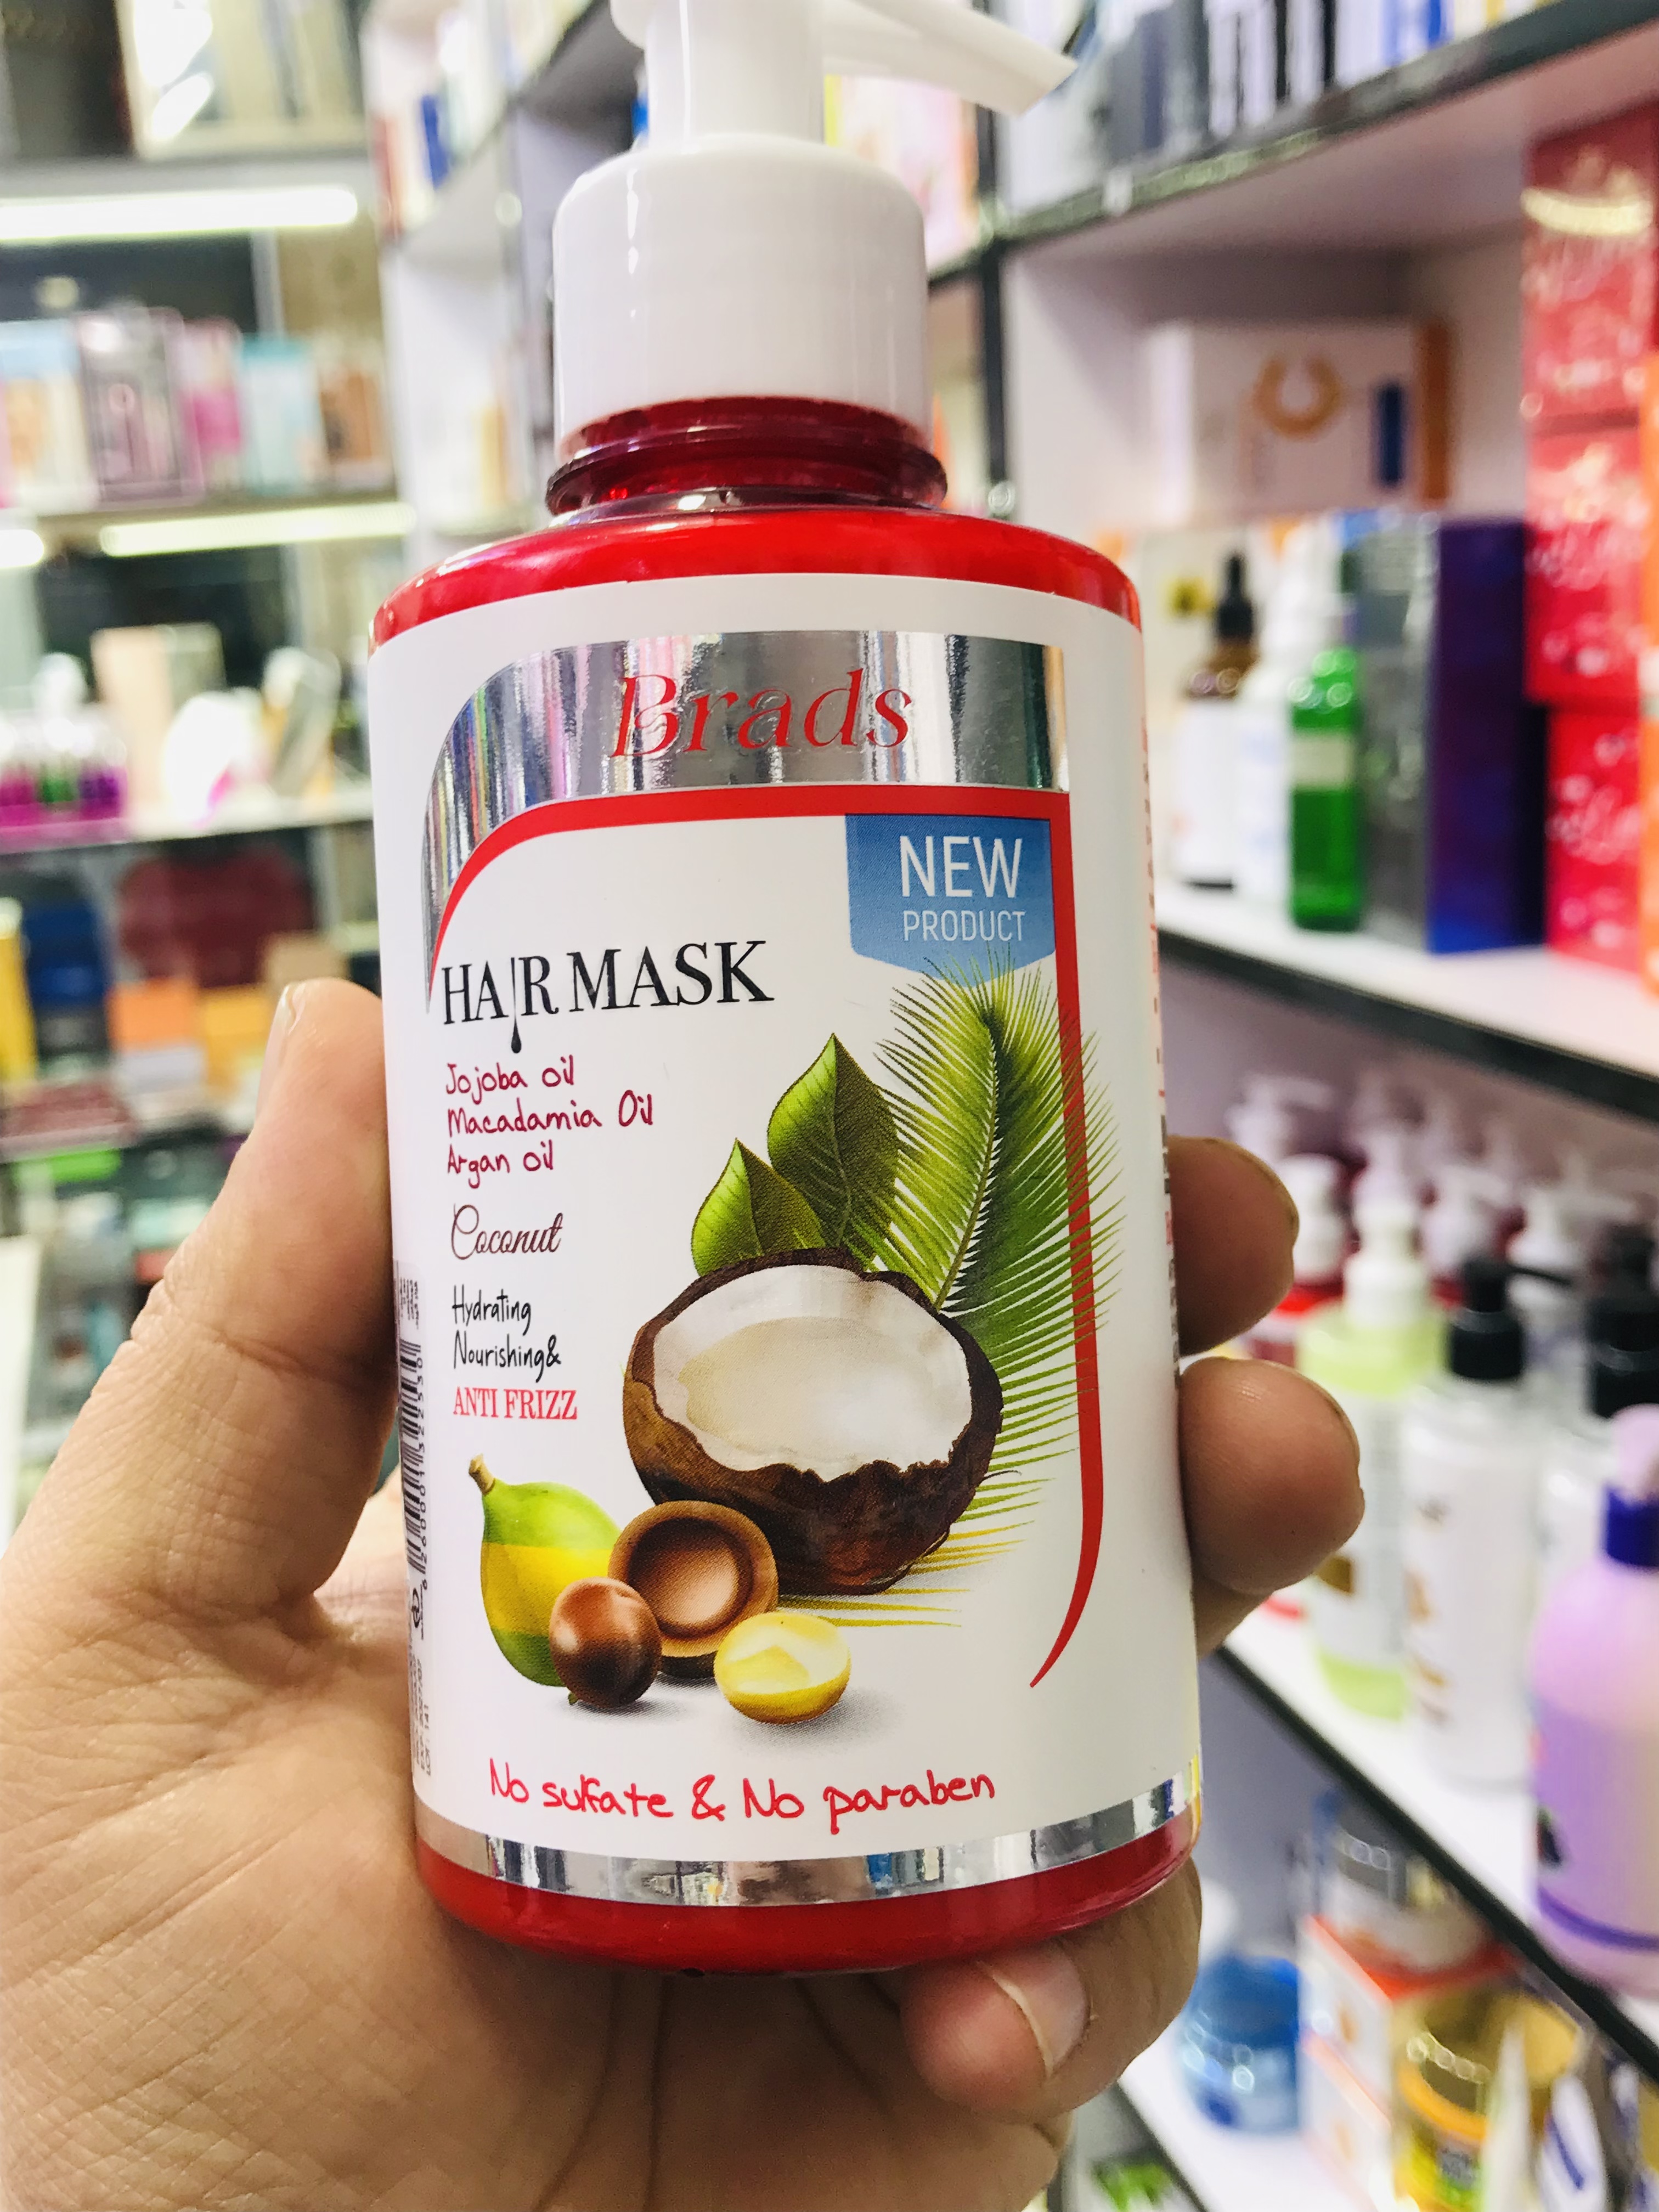 Brads
NEW
PRODUCT
HAIR MASK
Jojoba oil
Macadamia Oil
Argan oil
Coconut
Hydrating
Nourishing&
ANTI FRIZZ
No sulfate & No paraben